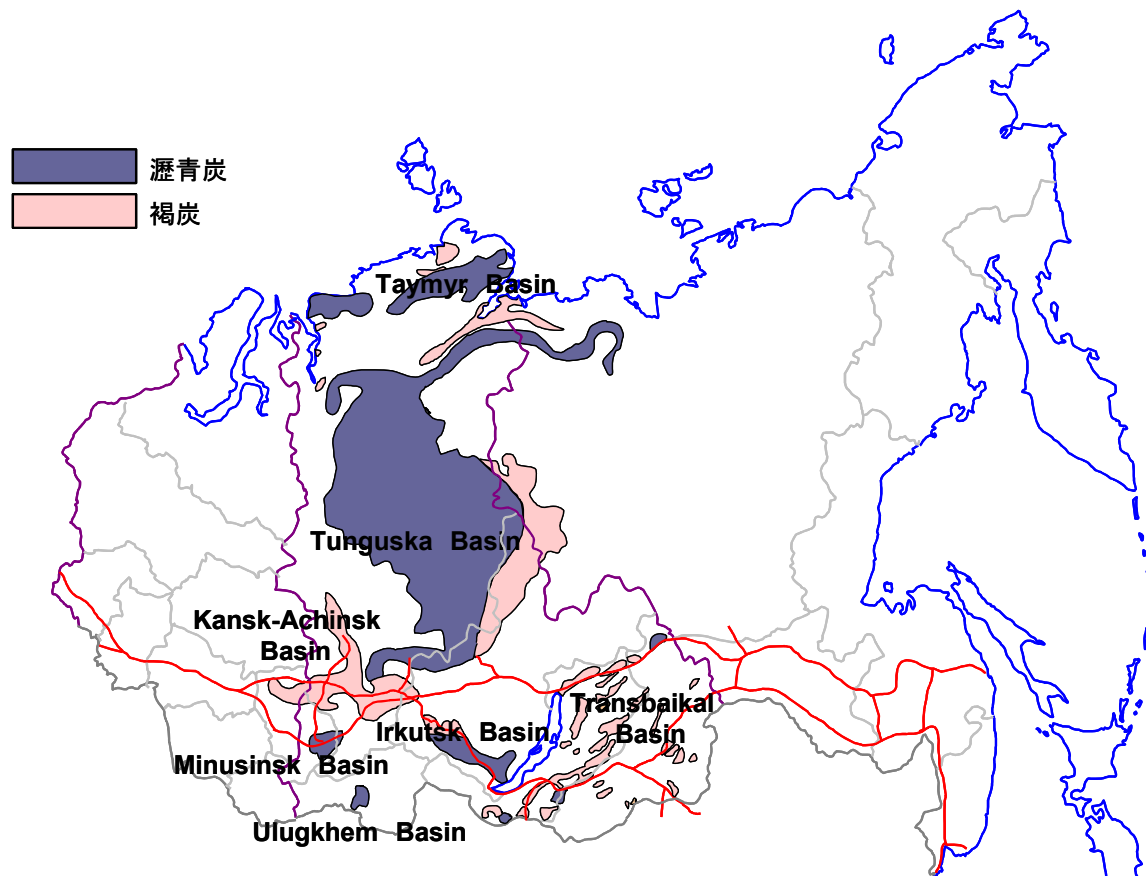 瀝青炭
褐炭
Taymyr Basin
Tunguska Basin
Kansk-Achinsk
Basin
Transbaikal
Basin
Irkutsk Basin
Minusinsk Basin
Ulugkhem Basin